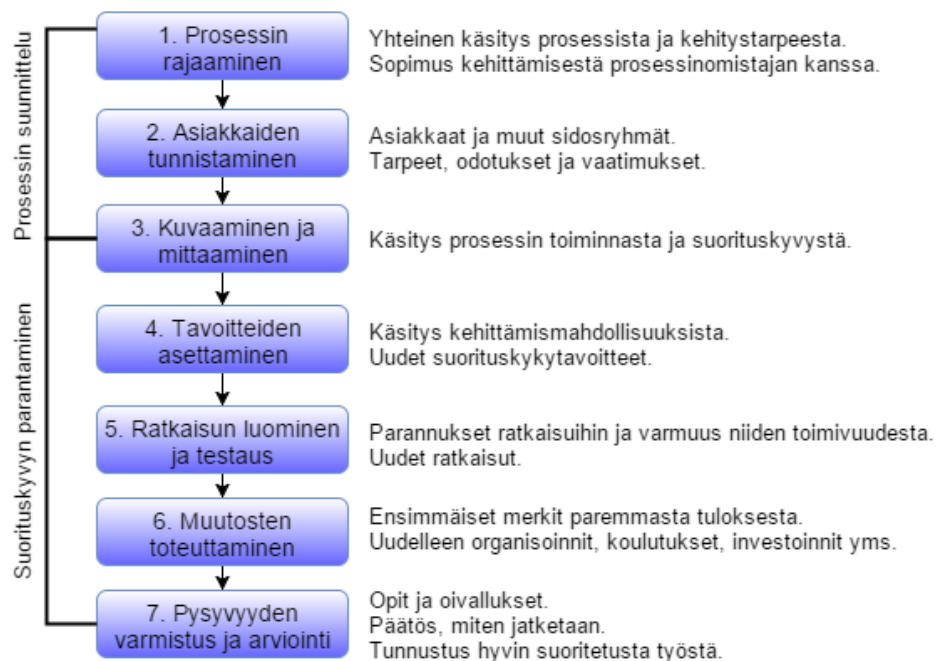 Prosessin suunnittelu
1. Prosessin
rajaaminen
Yhteinen käsitys prosessista ja kehitystarpeesta.
Sopimus kehittämisestä prosessinomistajan kanssa.
2. Asiakkaiden
tunnistaminen
Asiakkaat ja muut sidosryhmät.
Tarpeet, odotukset ja vaatimukset.
3. Kuvaaminen ja
mittaaminen
Käsitys prosessin toiminnasta ja suorituskyvystä.
Suorituskyvyn parantaminen
4. Tavoitteiden
asettaminen
Käsitys kehittämismahdollisuuksista.
Uudet suorituskykytavoitteet.
5. Ratkaisun luominen
ja testaus
Parannukset ratkaisuihin ja varmuus niiden toimivuudesta.
Uudet ratkaisut.
6. Muutosten
toteuttaminen
Ensimmäiset merkit paremmasta tuloksesta.
Uudelleen organisoinnit, koulutukset, investoinnit yms.
7. Pysyvyyden
varmistus ja arviointi
Opit ja oivallukset.
Päätös, miten jatketaan.
Tunnustus hyvin suoritetusta työstä.